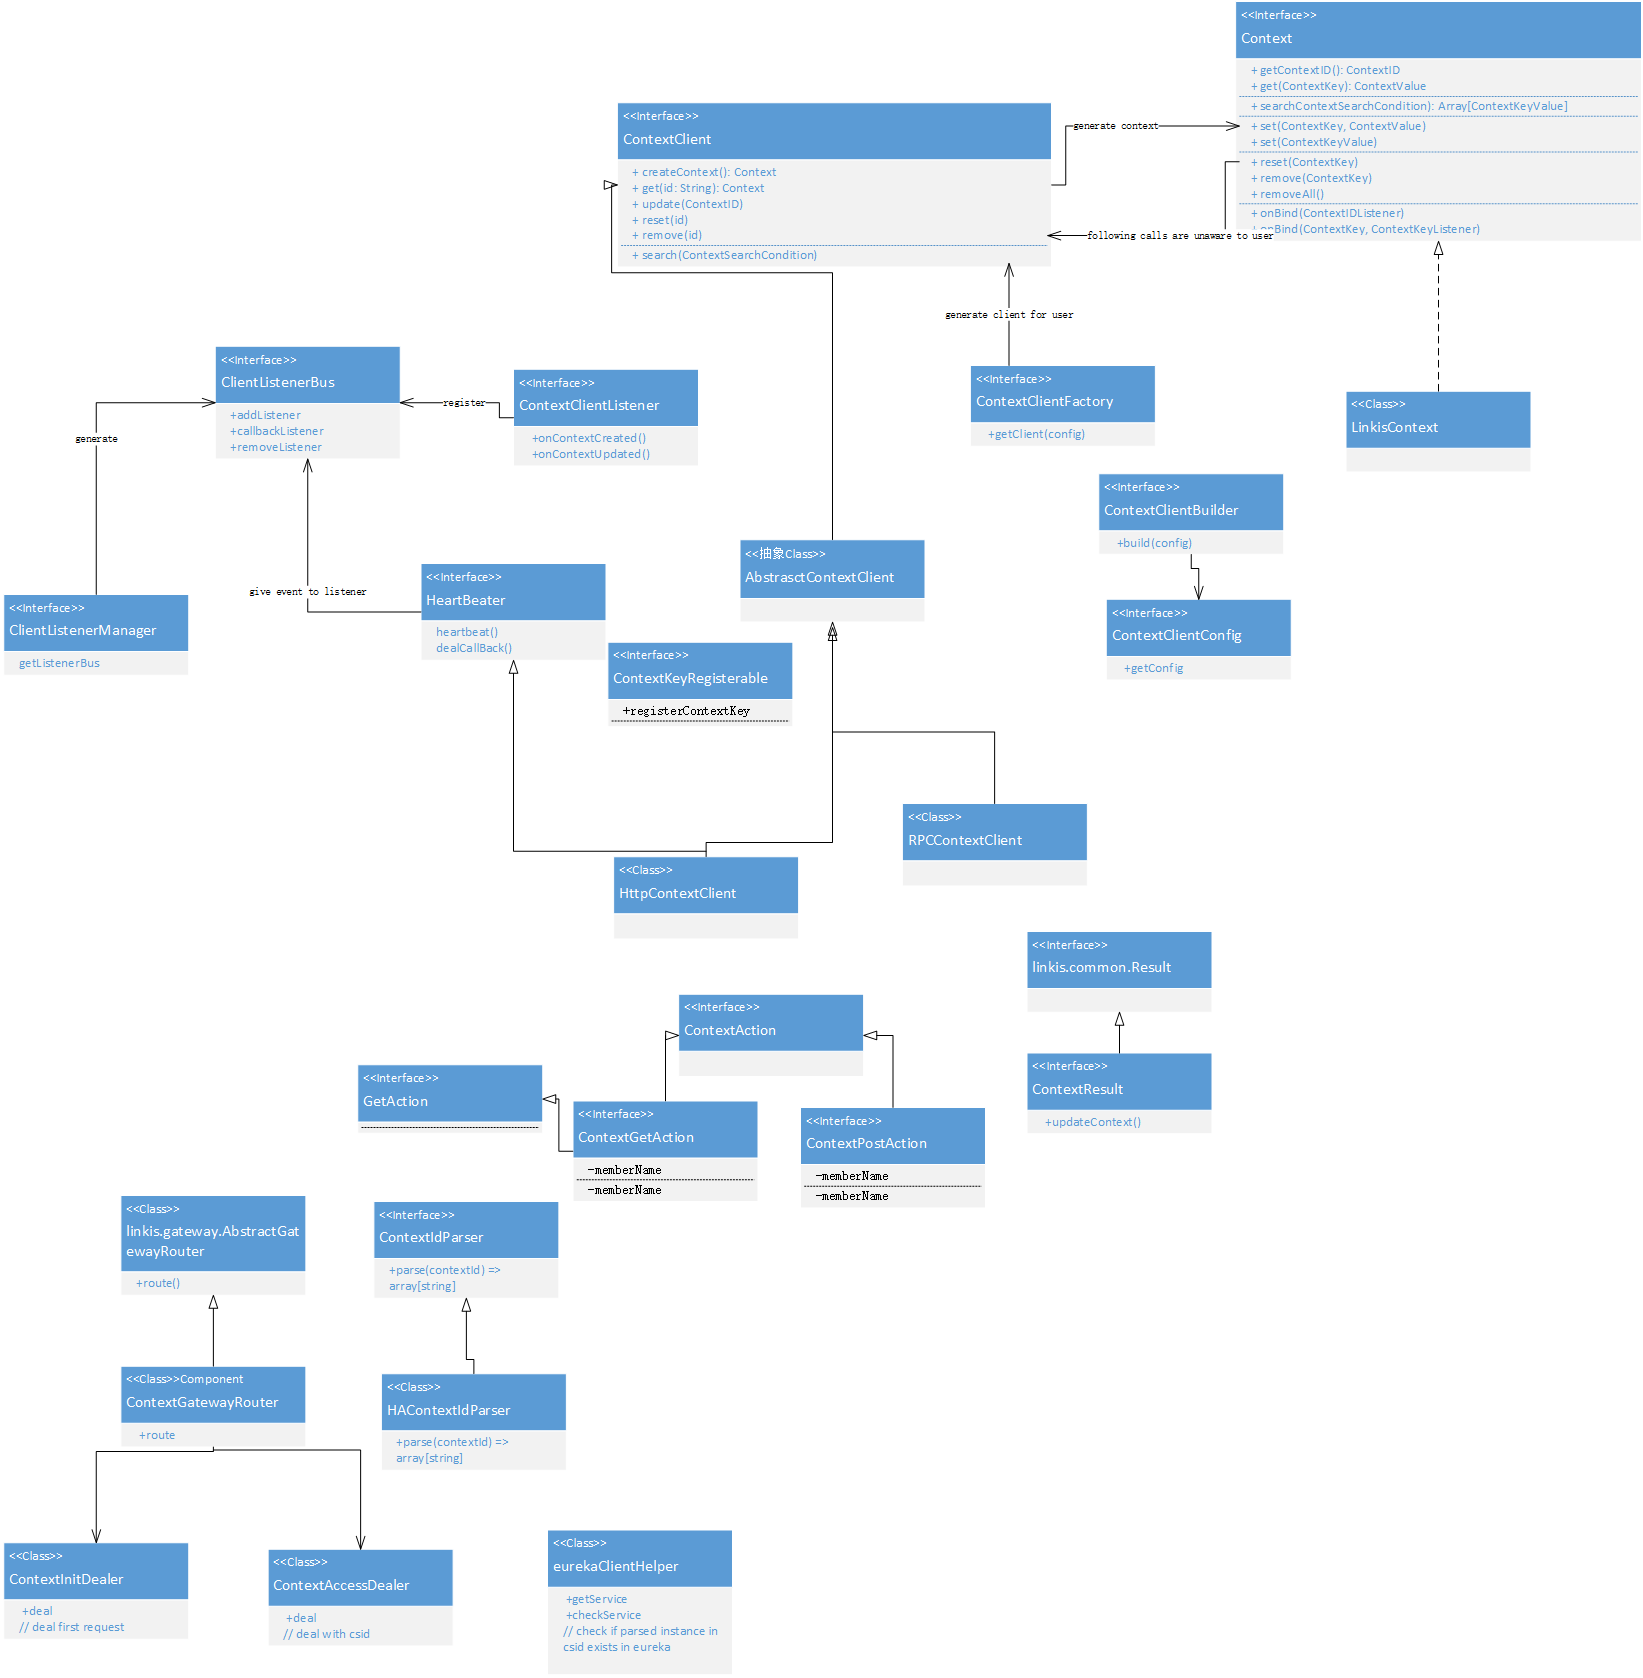 <<Interface>>
Context
+ getContextID(): ContextID
+ get(ContextKey): ContextValue
+ searchContextSearchCondition): Array[ContextKeyValue]
+ set(ContextKey, ContextValue)
+ set(ContextKeyValue)
+ reset(ContextKey)
+ remove(ContextKey)
+ removeAll()
+ onBind(ContextIDListener)
+ onBind(ContextKey, ContextKeyListener)
<<Interface>>
ContextClient
+ createContext(): Context
+ get(id: String): Context
+ update(ContextID)
+ reset(id)
+ remove(id)
+ search(ContextSearchCondition)
generate context
following calls are unaware to user
generate client for user
<<Interface>>
ClientListenerBus
+addListener
+callbackListener
+removeListener
register
<<Interface>>
ContextClientListener
+onContextCreated()
+onContextUpdated()
<<Interface>>
ContextClientFactory
+getClient(config)
<<Class>>
LinkisContext
generate
<<Interface>>
ContextClientBuilder
+build(config)
<<抽象Class>>
AbstrasctContextClient
give event to listener
<<Interface>>
HeartBeater
heartbeat()
dealCallBack()
<<Interface>>
ClientListenerManager
getListenerBus
<<Interface>>
ContextClientConfig
+getConfig
<<Interface>>
ContextKeyRegisterable
+registerContextKey
<<Class>>
RPCContextClient
<<Class>>
HttpContextClient
<<Interface>>
linkis.common.Result
<<Interface>>
ContextAction
<<Interface>>
ContextResult
+updateContext()
<<Interface>>
GetAction
<<Interface>>
ContextGetAction
-memberName
-memberName
<<Interface>>
ContextPostAction
-memberName
-memberName
<<Class>>
linkis.gateway.AbstractGat
ewayRouter
+route()
<<Interface>>
ContextIdParser
+parse(contextId) =>
array[string]
<<Class>>Component
ContextGatewayRouter
+route
<<Class>>
HAContextIdParser
+parse(contextId) =>
array[string]
<<Class>>
ContextInitDealer
+deal
// deal first request
<<Class>>
ContextAccessDealer
+deal
// deal with csid
<<Class>>
eurekaClientHelper
+getService
+checkService
// check if parsed instance in
csid exists in eureka